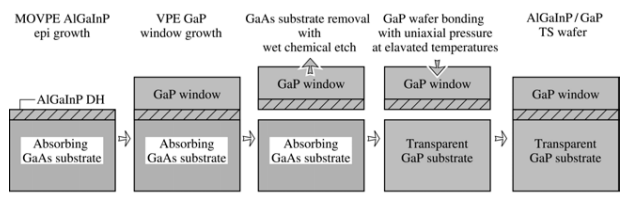 MOVPE AlGaInP
epi growth
VPE GaP
window growth
GaAs substrate removal
with
wet chemical etch
GaP wafer bonding
with uniaxial pressure
at elavated temperatures
AlGaInP/GaP
TS wafer
AlGaInP DH
Absorbing
GaAs substrate
GaP window
Absorbing
GaAs substrate
GaP window
Absorbing
GaAs substrate
GaP window
Transparent
GaP substrate
GaP window
Transparent
GaP substrate